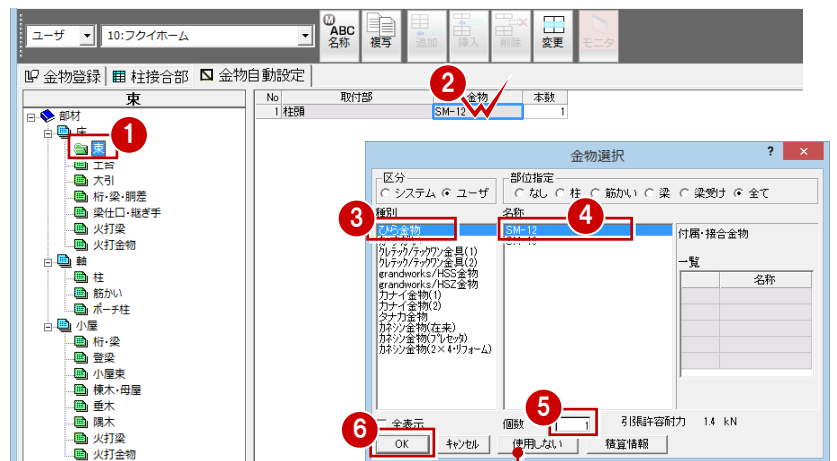 ユーザ
10:フクイホーム
ABC
名称
複写
追加
挿入
削除
変更
モニタ
金物登録
柱接合部
金物自動設定
束
部材
床
束
大引
桁・梁・胴差
梁仕口・継ぎ手
火打梁
火打金物
軸
柱
筋かい
ポーチ柱
小屋
桁・梁
登梁
小屋束
棟木・母屋
垂木
隅木
火打梁
火打金物
No 取付部 金物 本数
1 柱頭 SM-12 1
1
2
金物選択
?
×
区分
システム
ユーザ
部位指定
なし
柱
筋かい
梁
梁受け
全て
3
種別
ひら金物
クレテック/テックワン金具(1)
クレテック/テックワン金具(2)
grandworks/HSS金物
grandworks/HSZ金物
カナイ金物(1)
カナイ金物(2)
タナカ金物
カネシン金物(在来)
カネシン金物(プレセッタ)
カネシン金物(2×4・リフォーム)
4
名称
SM-12
付属・接合金物
一覧
名称
全表示
5
個数
1
引張許容耐力 1.4 kN
6
OK
キャンセル
使用しない
積算情報